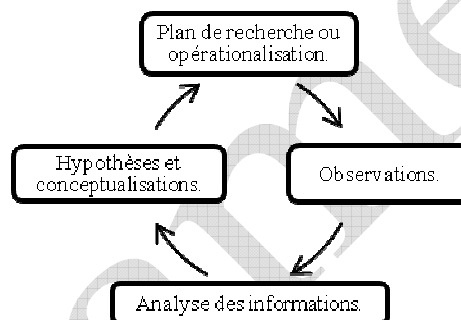 Plan de recherche ou
opérationalisation.
Hypothèses et
conceptualisations.
Observations.
Analyse des informations.